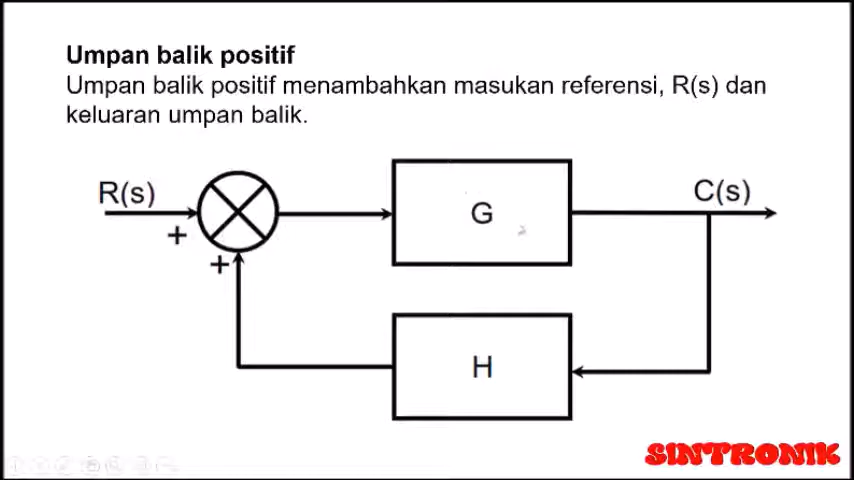 Umpan balik positif
Umpan balik positif menambahkan masukan referensi, R(s) dan
keluaran umpan balik.
R(s)
C(s)
+
G
+
H
SINTRONIK